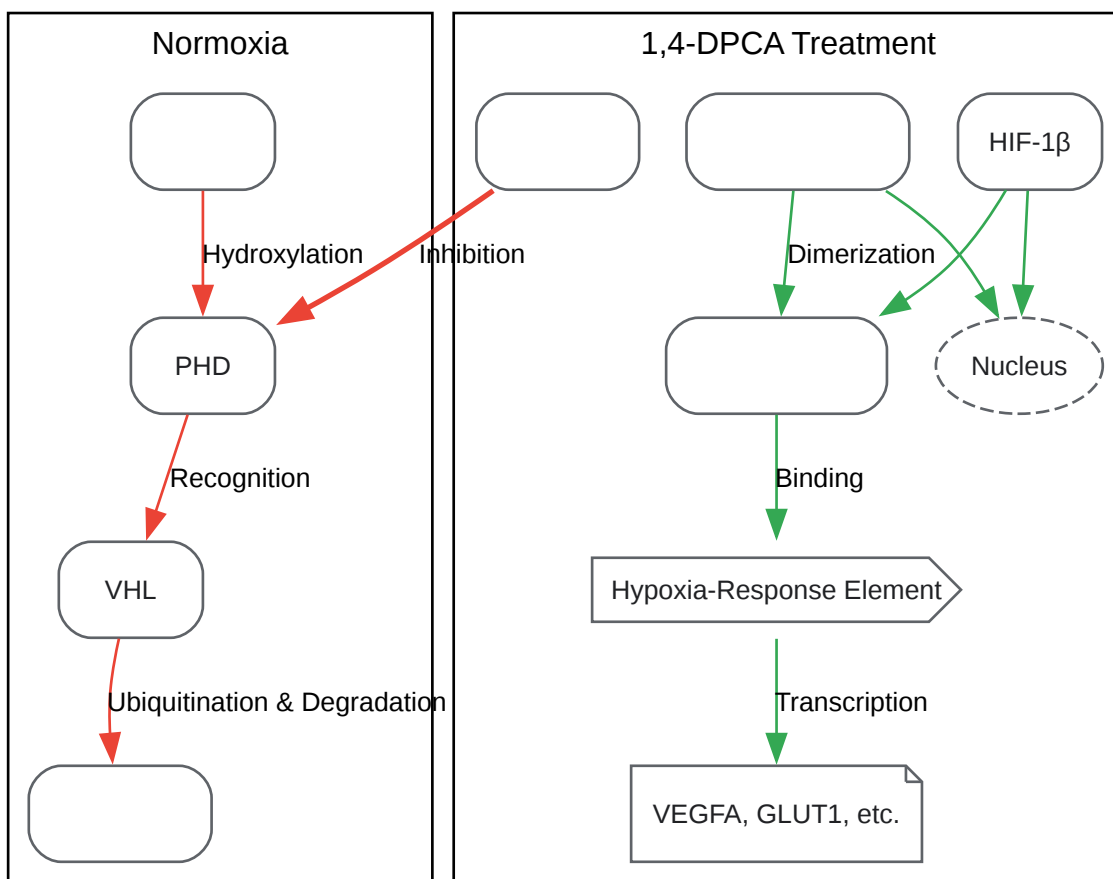 Normoxia
1,4-DPCA Treatment
HIF-1β
Hydroxylation
Inhibition
Dimerization
PHD
Nucleus
Recognition
Binding
VHL
Hypoxia-Response Element
Ubiquitination & Degradation
Transcription
VEGFA, GLUT1, etc.